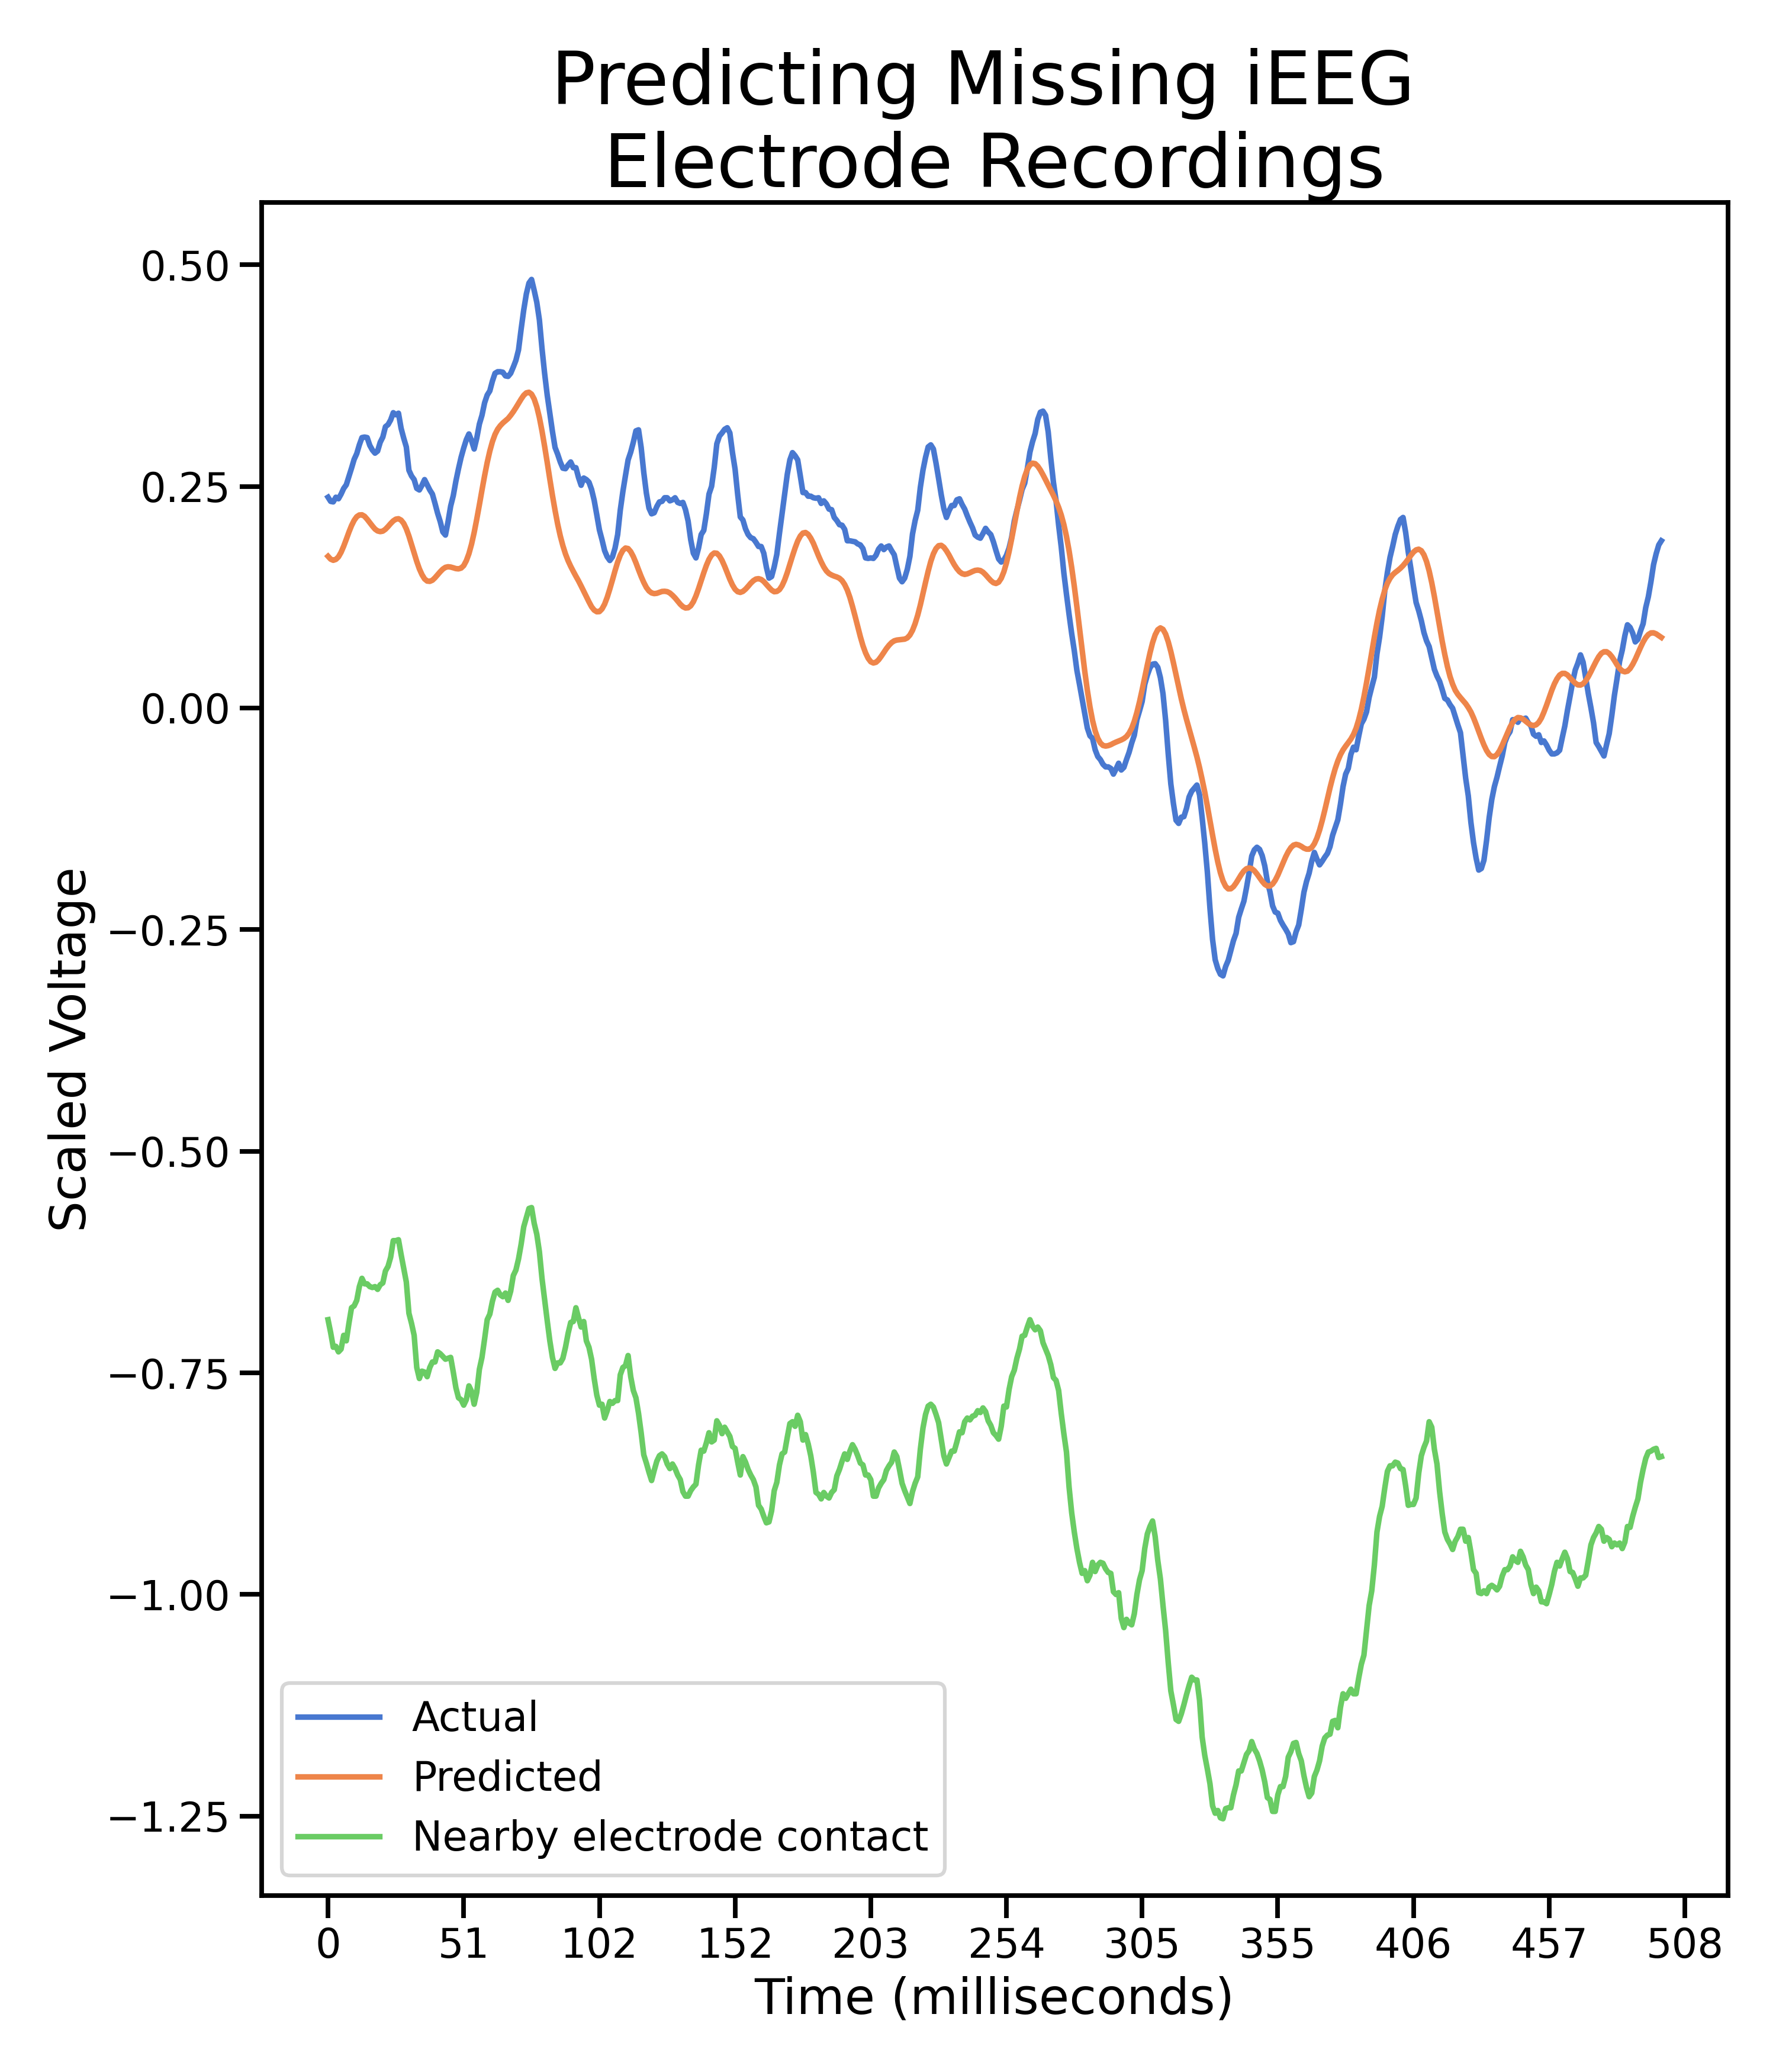 Predicting Missing iEEG
Electrode Recordings
0.50
0.25
0.00
−0.25
−0.50
−0.75
−1.00
−1.25
Scaled Voltage
Actual
Predicted
Nearby electrode contact
0 51 102 152 203 254 305 355 406 457 508
Time (milliseconds)